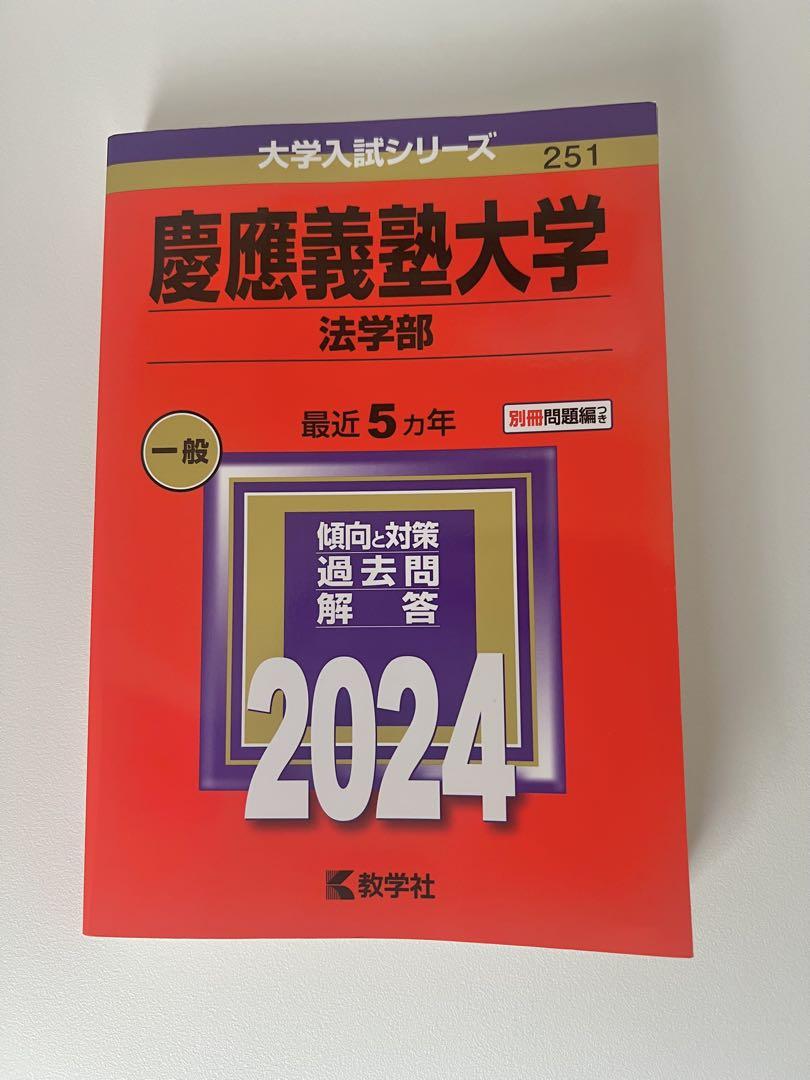 大学入試シリーズ
251
慶應義塾大学
法学部
最近5ヵ年
別冊問題編つき
一般
傾向と対策
過去問
解答
2024
教学社